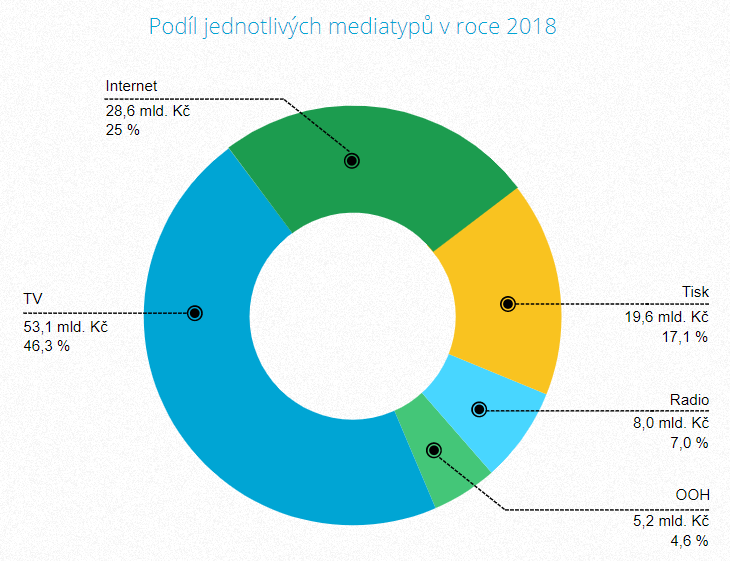 Podíl jednotlivých mediatypů v roce 2018
Internet
28,6 mld. Kč
25 %
TV
53,1 mld. Kč
46,3 %
Tisk
19,6 mld. Kč
17,1 %
Radio
8,0 mld. Kč
7,0 %
OOH
5,2 mld. Kč
4,6 %